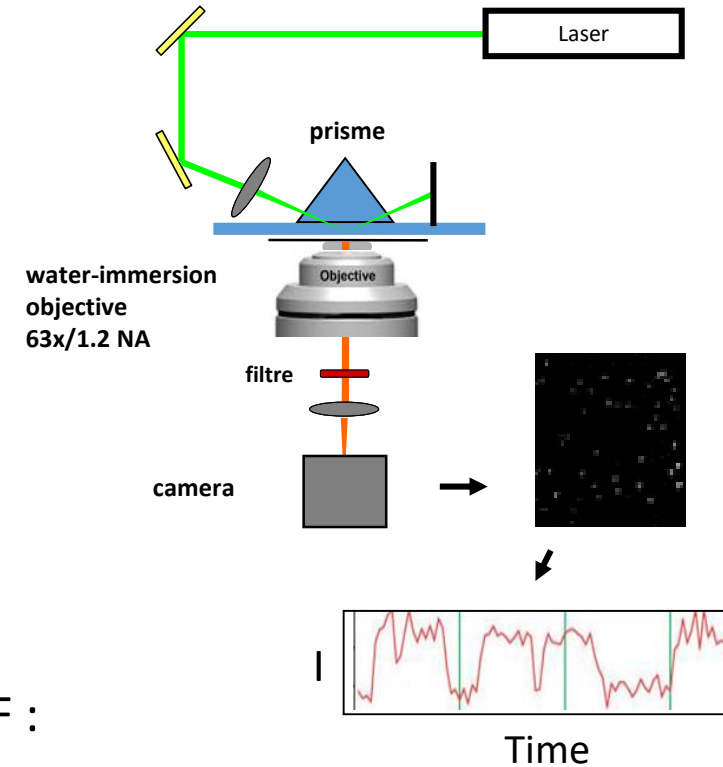 Laser
prisme
water-immersion
objective
63x/1.2 NA
Objective
filtre
camera
I
F :
Time